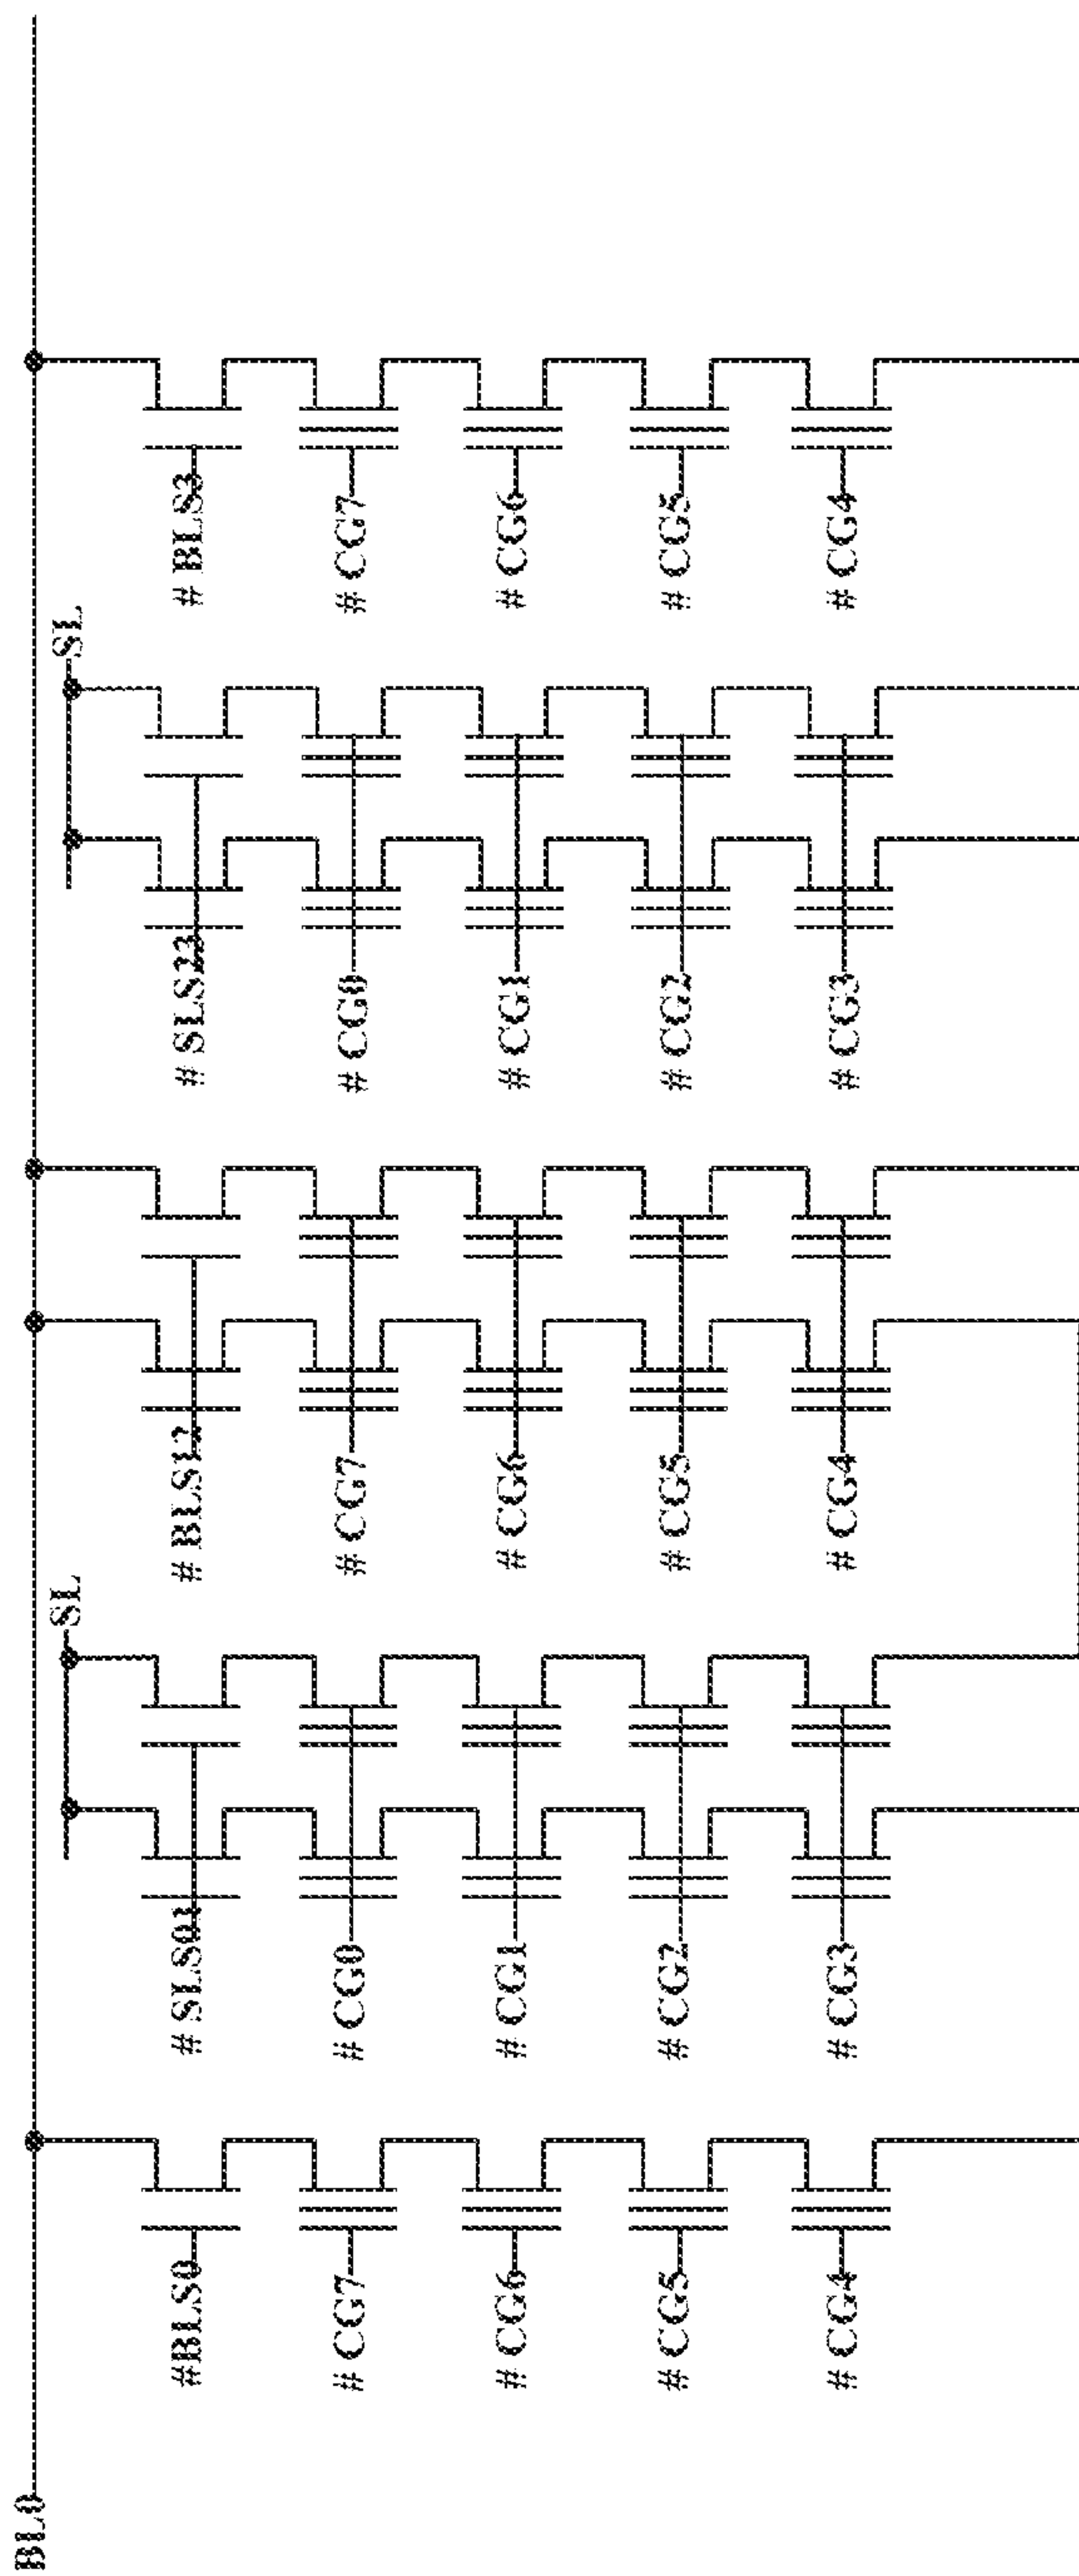 BL0
#BLS0
# CG7
# CG6
# CG5
# CG4
# SLS01
# CG0
# CG1
# CG2
# CG3
SL
# BLS12
# CG7
# CG6
# CG5
# CG4
# SLS23
# CG0
# CG1
# CG2
# CG3
SL
# BLS3
# CG7
# CG6
# CG5
# CG4